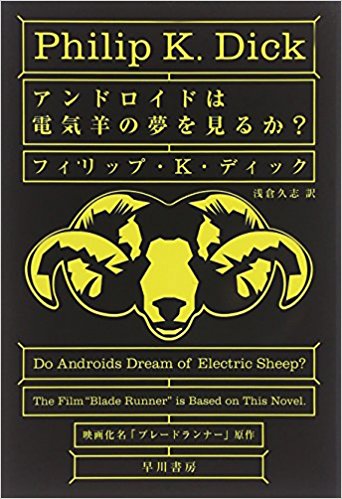 Philip K. Dick
アンドロイドは
電気羊の夢を見るか?
フィリップ・K・ディック
浅倉久志 訳
Do Androids Dream of Electric Sheep?
The Film “Blade Runner” is Based on This Novel.
映画化名「ブレードランナー」原作
早川書房